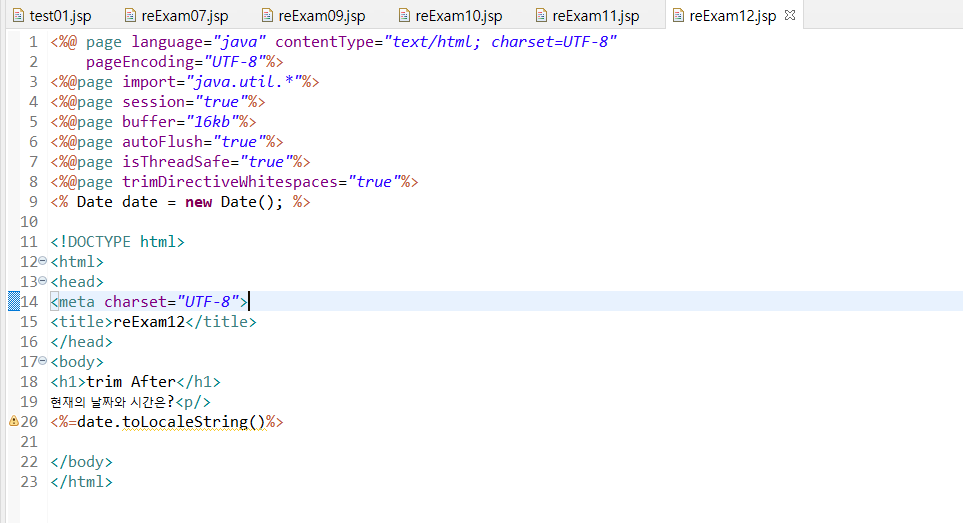 test01.jsp reExam07.jsp reExam09.jsp reExam10.jsp reExam11.jsp reExam12.jsp
1 <%@ page language="java" contentType="text/html; charset=UTF-8"
2 pageEncoding="UTF-8"%>
3 <%@page import="java.util.*"%>
4 <%@page session="true"%>
5 <%@page buffer="16kb"%>
6 <%@page autoFlush="true"%>
7 <%@page isThreadSafe="true"%>
8 <%@page trimDirectiveWhitespaces="true"%>
9 <% Date date = new Date(); %>
10
11 <!DOCTYPE html>
12 <html>
13 <head>
14 <meta charset="UTF-8">
15 <title>reExam12</title>
16 </head>
17 <body>
18 <h1>trim After</h1>
19 현재의 날짜와 시간은?<p/>
20 <%=date.toLocaleString()%>
21
22 </body>
23 </html>